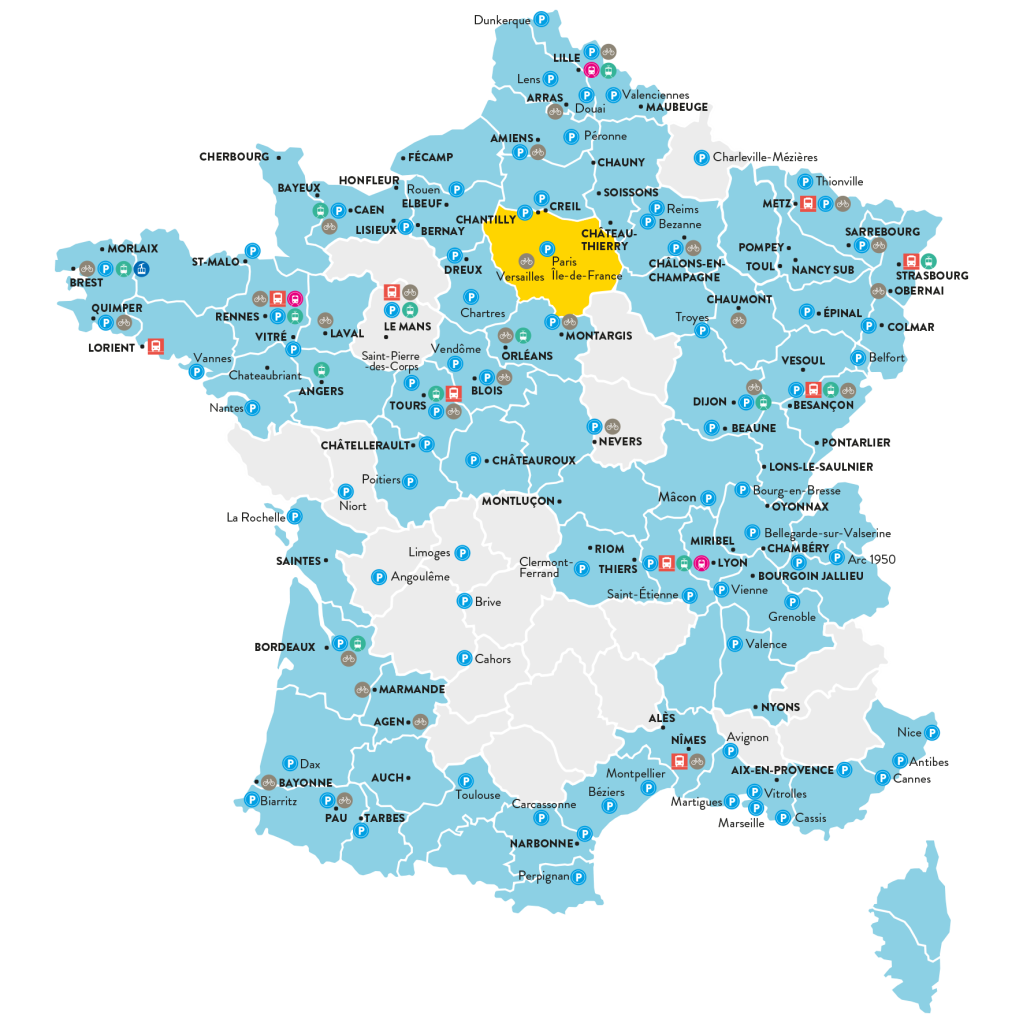 Dunkerque
LILLE
Lens
ARRAS
Douai
Valenciennes
MAUBEUGE
AMIENS
Péronne
CHERBOURG
FÉCAMP
CHAUNY
Charleville-Mézières
HONFLEUR
BAYEUX
Rouen
ELBEUF
SOISSONS
Thionville
CAEN
CREIL
Reims
METZ
CHANTILLY
Bezanne
LISIEUX
BERNAY
CHÂTEAU-
THIERRY
SARREBOURG
MORLAIX
ST-MALO
DREUX
Paris
Île-de-France
Versailles
CHÂLONS-EN-
CHAMPAGNE
POMPEY
TOUL
NANCY SUB
STRASBOURG
BREST
OBERNAI
QUIMPER
RENNES
LE MANS
Chartres
CHAUMONT
Troyes
ÉPINAL
COLMAR
VITRÉ
LAVAL
MONTARGIS
LORIENT
Vannes
Saint-Pierre
-des-Corps
Vendôme
ORLÉANS
Belfort
VESOUL
Chateaubriant
ANGERS
BLOIS
Nantes
TOURS
DIJON
BESANÇON
BEAUNE
CHÂTELLERAULT
NEVERS
PONTARLIER
CHÂTEAUROUX
LONS-LE-SAULNIER
Poitiers
Niort
MONTLUÇON
Mâcon
Bourg-en-Bresse
OYONNAX
La Rochelle
Bellegarde-sur-Valserine
MIRIBEL
CHAMBÉRY
SAINTES
Limoges
RIOM
Clermont-
Ferrand
THIERS
LYON
Arc 1950
Angoulême
BOURGOIN JALLIEU
Brive
Saint-Étienne
Vienne
Grenoble
BORDEAUX
Cahors
Valence
MARMANDE
NYONS
AGEN
ALÈS
NÎMES
Avignon
Nice
Dax
AUCH
Montpellier
AIX-EN-PROVENCE
Antibes
Cannes
BAYONNE
Biarritz
Toulouse
Béziers
Vitrolles
Martigues
PAU
TARBES
Carcassonne
Marseille
Cassis
NARBONNE
Perpignan